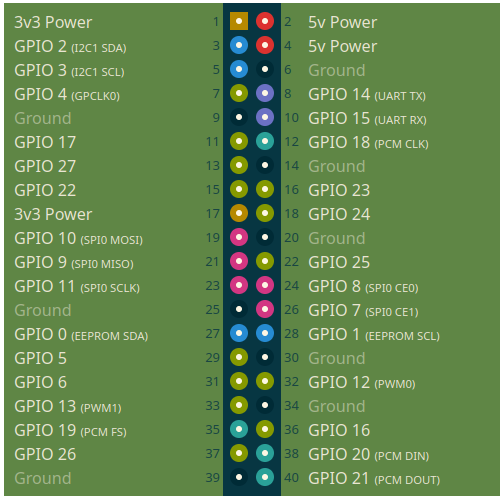 3v3 Power 1 2 5v Power
GPIO 2 (I2C1 SDA) 3 4 5v Power
GPIO 3 (I2C1 SCL) 5 6 Ground
GPIO 4 (GPCLK0) 7 8 GPIO 14 (UART TX)
Ground 9 10 GPIO 15 (UART RX)
GPIO 17 11 12 GPIO 18 (PCM CLK)
GPIO 27 13 14 Ground
GPIO 22 15 16 GPIO 23
3v3 Power 17 18 GPIO 24
GPIO 10 (SPI0 MOSI) 19 20 Ground
GPIO 9 (SPI0 MISO) 21 22 GPIO 25
GPIO 11 (SPI0 SCLK) 23 24 GPIO 8 (SPI0 CE0)
Ground 25 26 GPIO 7 (SPI0 CE1)
GPIO 0 (EEPROM SDA) 27 28 GPIO 1 (EEPROM SCL)
GPIO 5 29 30 Ground
GPIO 6 31 32 GPIO 12 (PWM0)
GPIO 13 (PWM1) 33 34 Ground
GPIO 19 (PCM FS) 35 36 GPIO 16
GPIO 26 37 38 GPIO 20 (PCM DIN)
Ground 39 40 GPIO 21 (PCM DOUT)